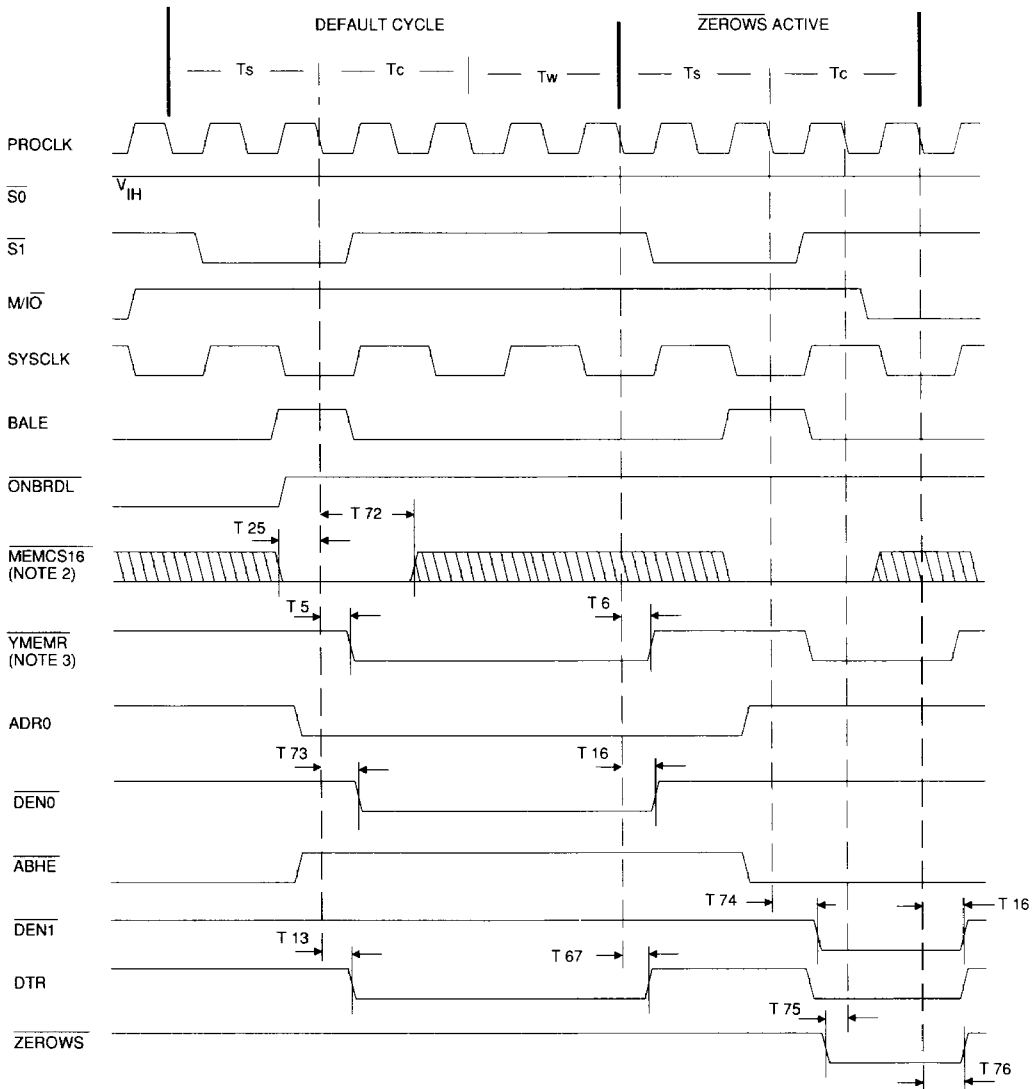 DEFAULT CYCLE ZEROWS ACTIVE
Ts Tc Tw Ts Tc
PROCLK
VIH
S0
S1
M/IO
SYSCLK
BALE
ONBRDL
T 72
T 25
MEMCS16
(NOTE 2)
T 5 T 6
YMEMR
(NOTE 3)
ADR0
T 73 T 16
DEN0
ABHE
T 74 T 16
DEN1
T 13 T 67
DTR
T 75
ZEROWS
T 76